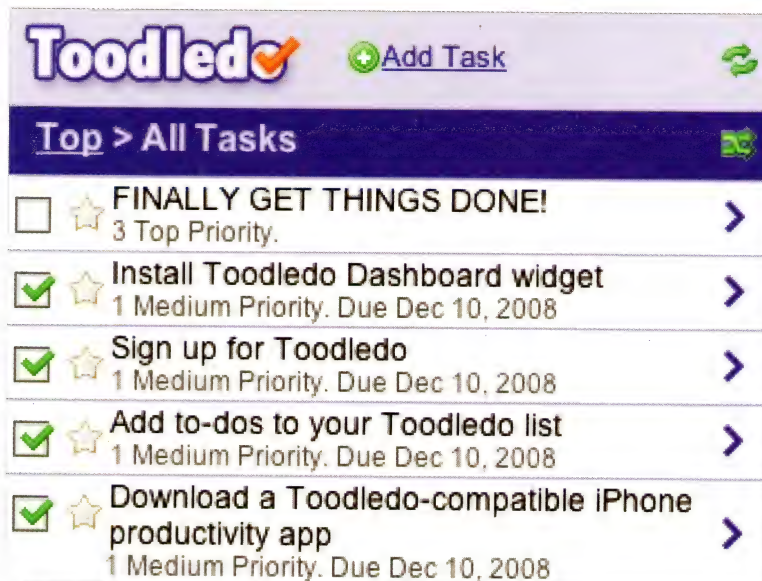 Toodledo Add Task
Top > All Tasks
FINALLY GET THINGS DONE!
3 Top Priority.
Install Toodledo Dashboard widget
1 Medium Priority. Due Dec 10, 2008
Sign up for Toodledo
1 Medium Priority. Due Dec 10, 2008
Add to-dos to your Toodledo list
1 Medium Priority. Due Dec 10, 2008
Download a Toodledo-compatible iPhone
productivity app
1 Medium Priority. Due Dec 10, 2008